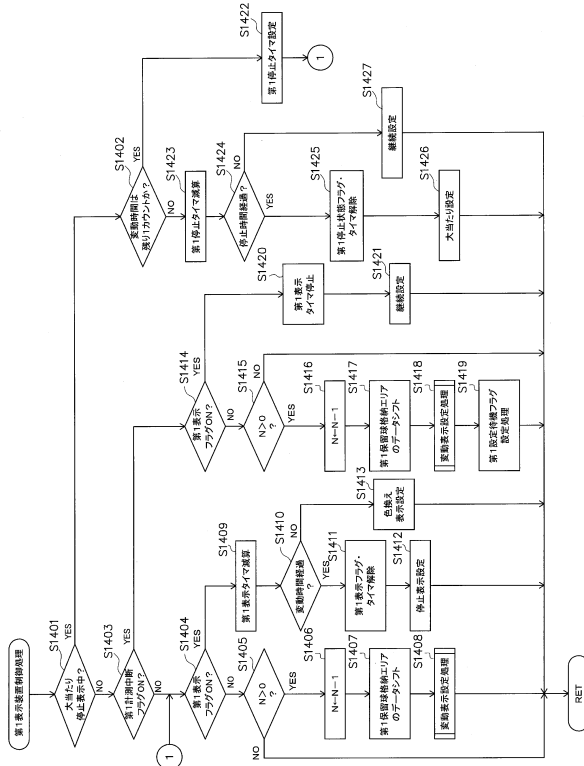 第1表示装置制御処理
S1401
大当たり
停止表示中?
YES
NO
S1402
変動時間は
残り1カウントか?
YES
NO
S1422
第1停止タイマ設定
1
S1403
第1計測中断
フラグON?
YES
NO
1
S1423
第1停止タイマ減算
S1424
停止時間経過?
NO
YES
S1427
継続設定
S1425
第1停止状態フラグ・
タイマ解除
S1426
大当たり設定
S1404
第1表示
フラグON?
YES
NO
S1405
N>0
?
NO
YES
S1406
N←N-1
S1407
第1保留球格納エリア
のデータシフト
S1408
変動表示設定処理
S1409
第1表示タイマ減算
S1410
変動時間経過
?
NO
YES
S1411
第1表示フラグ・
タイマ解除
S1412
停止表示設定
S1413
色換え
表示設定
S1414
第1表示
フラグON?
YES
NO
S1415
N>0
?
NO
YES
S1416
N←N-1
S1417
第1保留球格納エリア
のデータシフト
S1418
変動表示設定処理
S1419
第1設定待機フラグ
設定処理
S1420
第1表示
タイマ停止
S1421
継続設定
RET